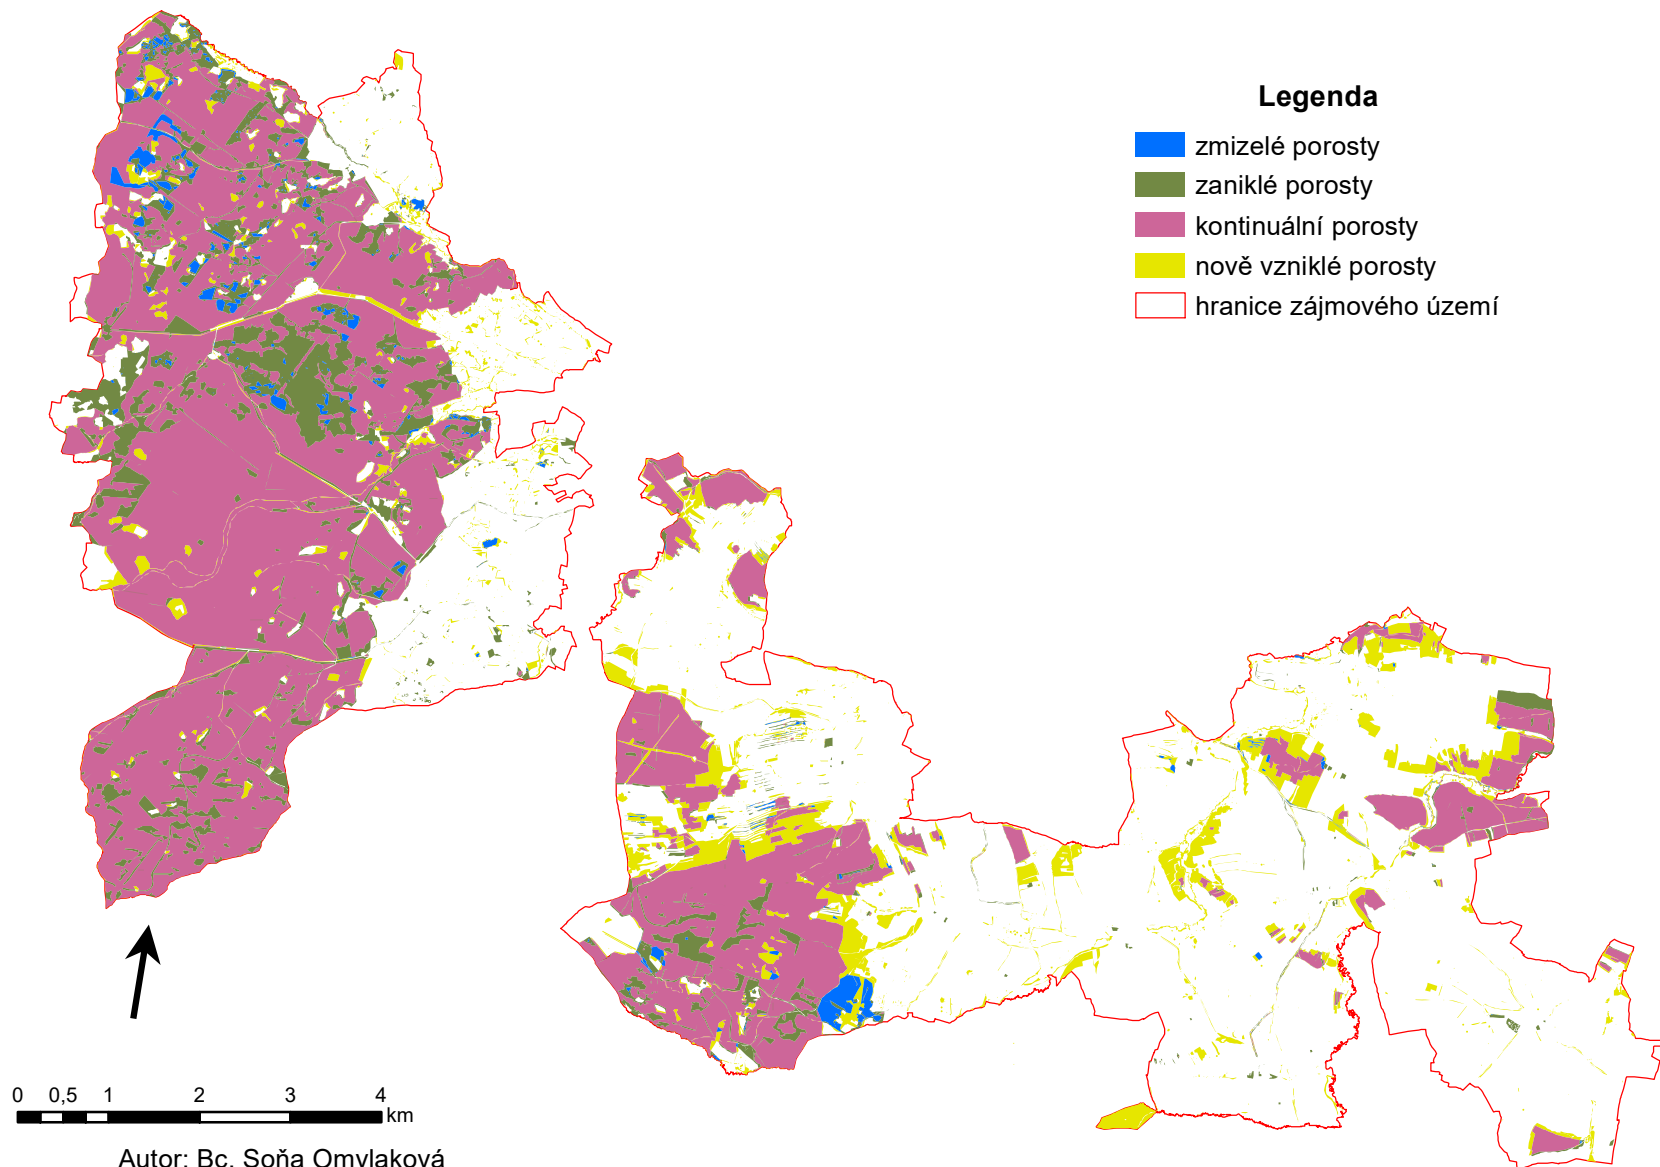 Legenda
zmizelé porosty
zaniklé porosty
kontinuální porosty
nově vzniklé porosty
hranice zájmového území
0 0,5 1 2 3 4
km
Autor: Bc. Soňa Omylaková